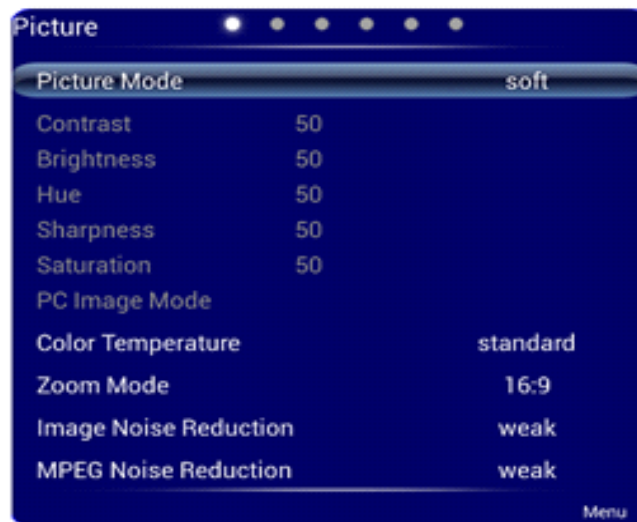 Picture
Picture Mode soft
Contrast 50
Brightness 50
Hue 50
Sharpness 50
Saturation 50
PC Image Mode
Color Temperature standard
Zoom Mode 16:9
Image Noise Reduction weak
MPEG Noise Reduction weak
Menu